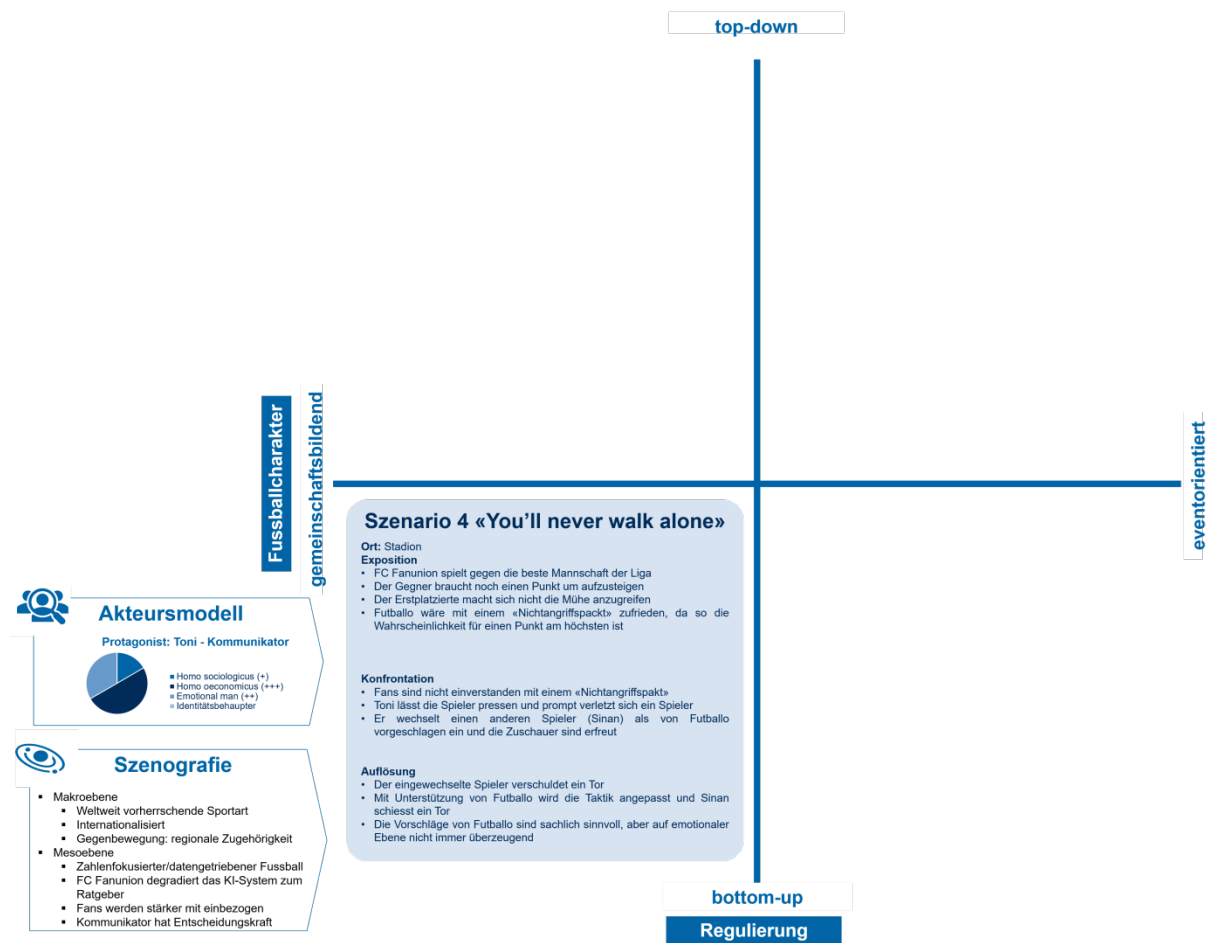 top-down
Fussballcharakter
gemeinschaftsbildend
eventorientiert
Szenario 4 «You'll never walk alone»
Ort: Stadion
Exposition
• FC Fanunion spielt gegen die beste Mannschaft der Liga
• Der Gegner braucht noch einen Punkt um aufzusteigen
• Der Erstplatzierte macht sich nicht die Mühe anzugreifen
• Futballo wäre mit einem «Nichtangriffspackt» zufrieden, da so die
Wahrscheinlichkeit für einen Punkt am höchsten ist
Konfrontation
• Fans sind nicht einverstanden mit einem «Nichtangriffspakt»
• Toni lässt die Spieler pressen und prompt verletzt sich ein Spieler
• Er wechselt einen anderen Spieler (Sinan) als von Futballo
vorgeschlagen ein und die Zuschauer sind erfreut
Auflösung
• Der eingewechselte Spieler verschuldet ein Tor
• Mit Unterstützung von Futballo wird die Taktik angepasst und Sinan
schiesst ein Tor
• Die Vorschläge von Futballo sind sachlich sinnvoll, aber auf emotionaler
Ebene nicht immer überzeugend
Akteursmodell
Protagonist: Toni - Kommunikator
Homo sociologicus (+)
Homo oeconomicus (+++)
Emotional man (++)
Identitätsbehaupter
Szenografie
▪ Makroebene
▪ Weltweit vorherrschende Sportart
▪ Internationalisiert
▪ Gegenbewegung: regionale Zugehörigkeit
▪ Mesoebene
▪ Zahlenfokusierter/datengetriebener Fussball
▪ FC Fanunion degradiert das KI-System zum
Ratgeber
▪ Fans werden stärker mit einbezogen
▪ Kommunikator hat Entscheidungskraft
bottom-up
Regulierung